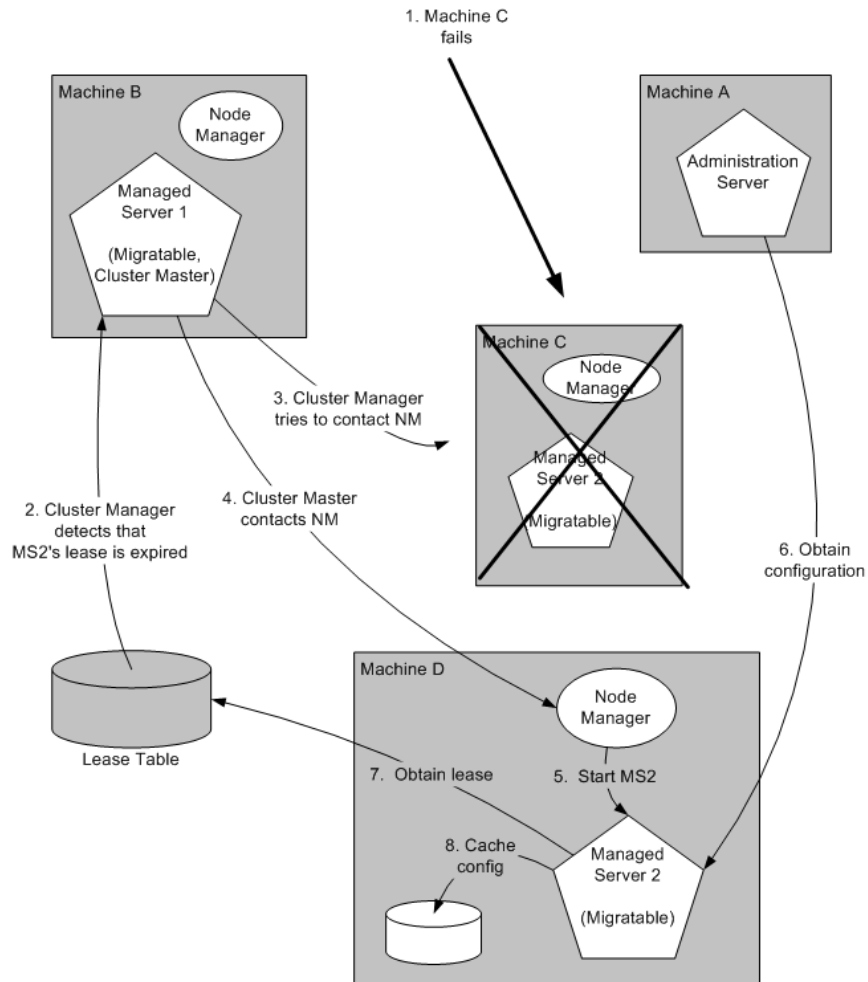 1. Machine C
fails
Machine B
Node
Manager
Managed
Server 1
(Migratable,
Cluster Master)
Machine A
Administration
Server
Machine C
Node
Manager
Managed
Server 2
(Migratable)
3. Cluster Manager
tries to contact NM
4. Cluster Master
contacts NM
2. Cluster Manager
detects that
MS2's lease is expired
6. Obtain
configuration
Lease Table
Machine D
Node
Manager
7. Obtain lease
5. Start MS2
8. Cache
config
Managed
Server 2
(Migratable)